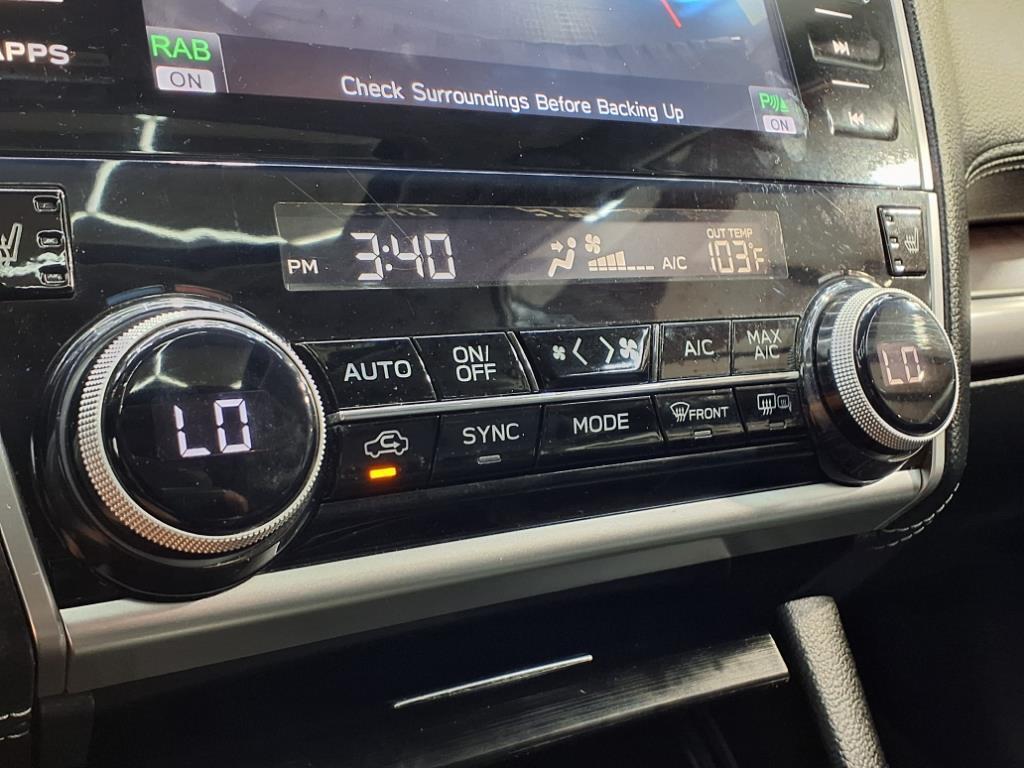 APPS
RAB
ON
Check Surroundings Before Backing Up
P
ON
PM 3:40
A/C
OUT TEMP
103°F
LO
AUTO
ON/
OFF
A/C
MAX
A/C
LO
SYNC
MODE
FRONT